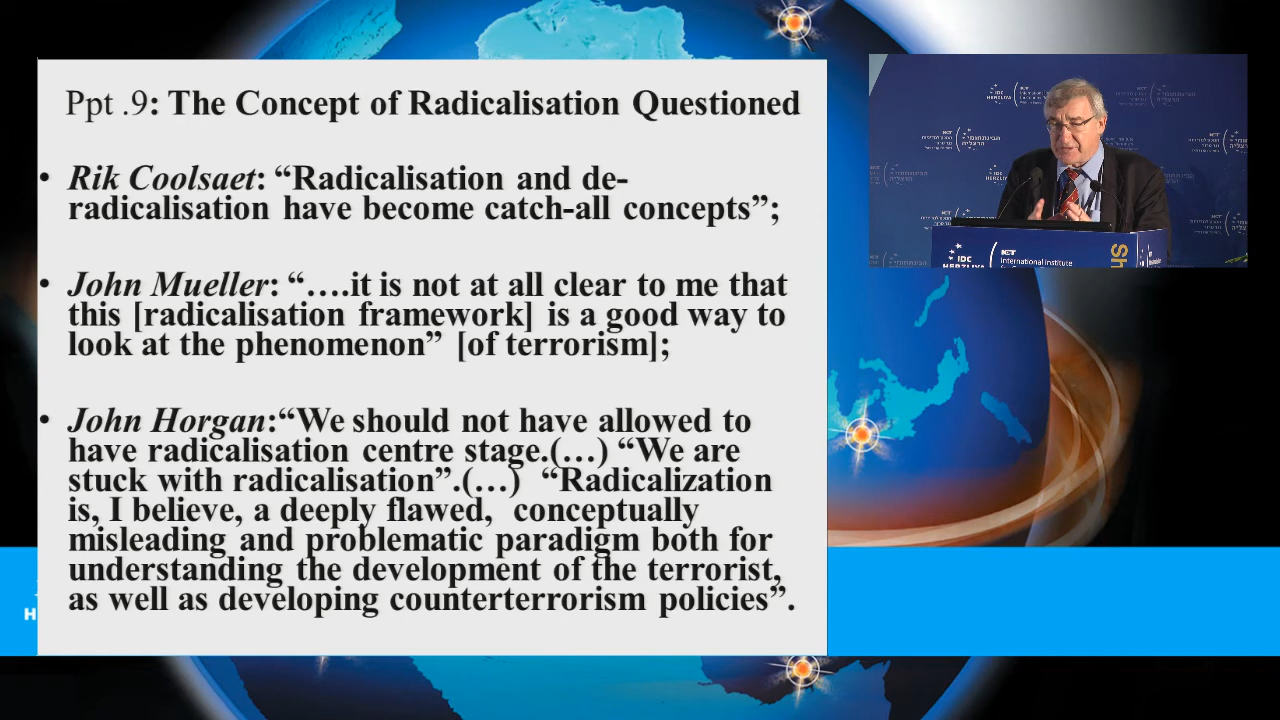 Ppt .9: The Concept of Radicalisation Questioned
• Rik Coolsaet: “Radicalisation and de-
radicalisation have become catch-all concepts”;
• John Mueller: “….it is not at all clear to me that
this [radicalisation framework] is a good way to
look at the phenomenon” [of terrorism];
• John Horgan:“We should not have allowed to
have radicalisation centre stage.(…) “We are
stuck with radicalisation”.(…) “Radicalization
is, I believe, a deeply flawed, conceptually
misleading and problematic paradigm both for
understanding the development of the terrorist,
as well as developing counterterrorism policies”.
IDC
HERZLIYA
ICT
International institute
Sh
H